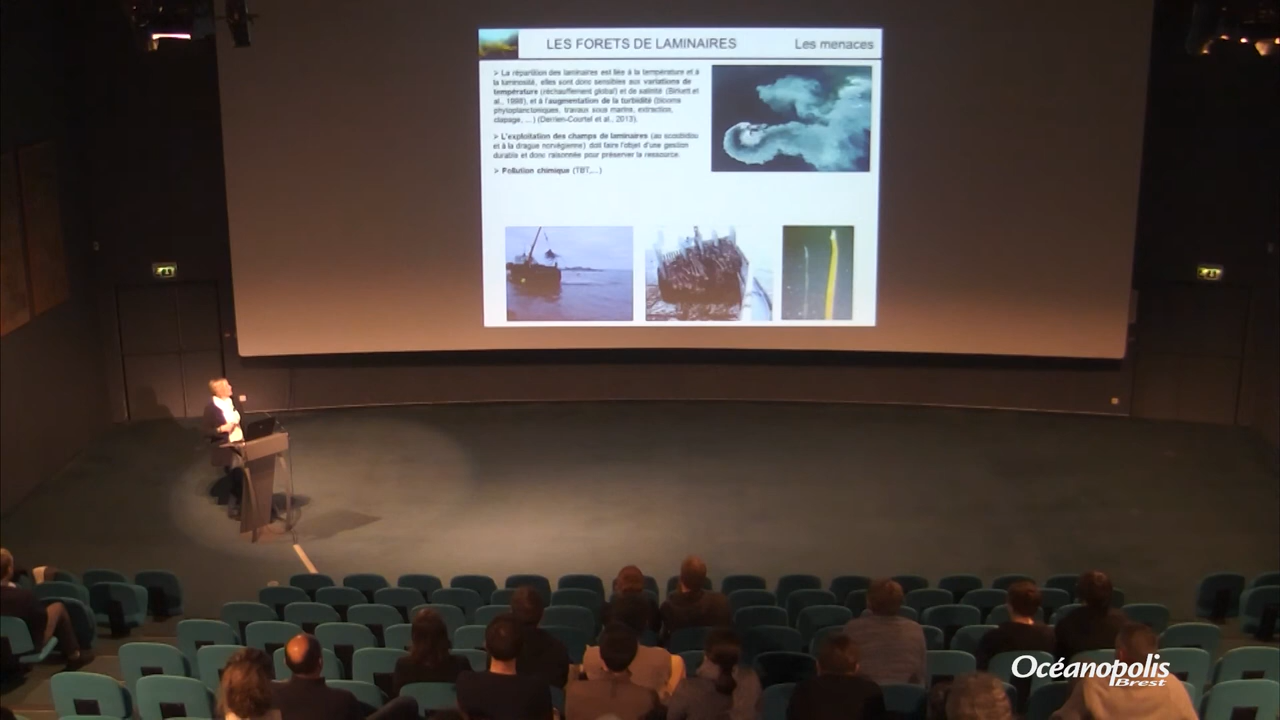 LES FORETS DE LAMINAIRES
Les menaces
> La répartition des laminaires est liée à la température et à
la luminosité, elles sont donc sensibles aux variations de
température (réchauffement global) et de salinité (Birkett et
al., 1998), et à l'augmentation de la turbidité (blooms
phytoplanctoniques, travaux sous marins, extraction,
clapage, ...) (Derrien-Courtel et al., 2013).
> L'exploitation des champs de laminaires (au scoubidou
et à la drague norvégienne) doit faire l'objet d'une gestion
durable et donc raisonnée pour préserver la ressource.
> Pollution chimique (TBT,...)
Océanopolis
Brest